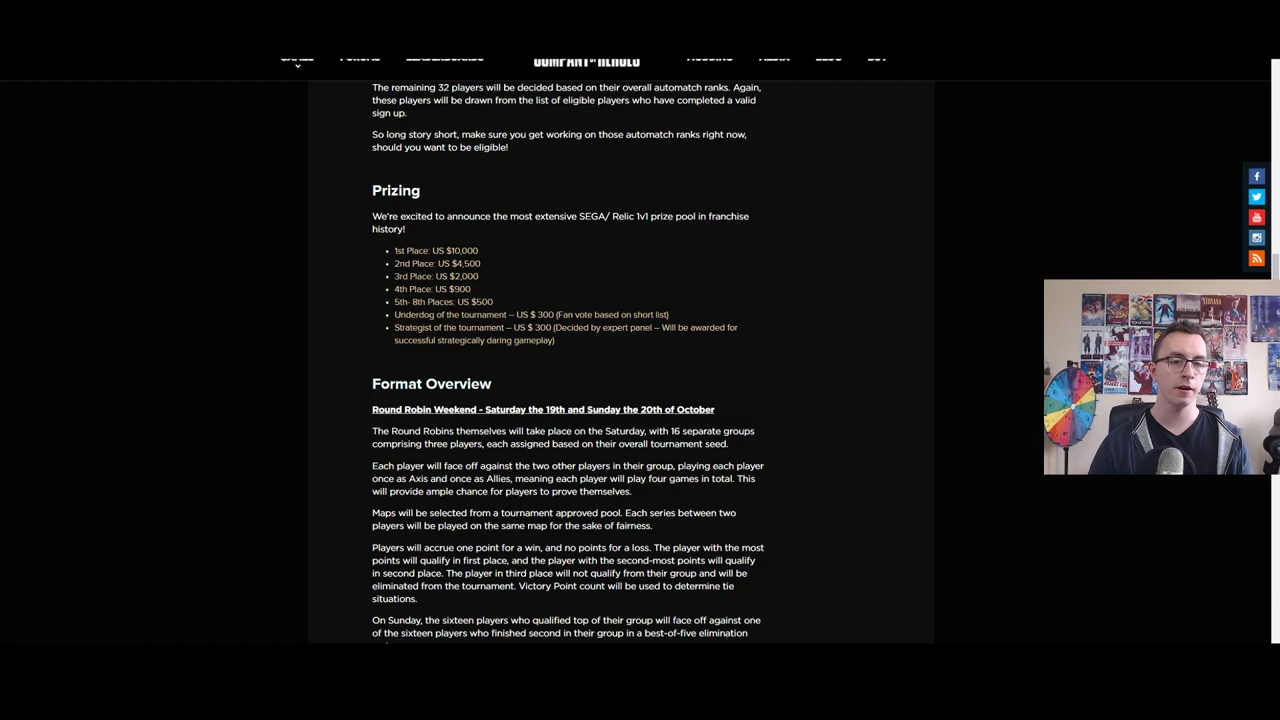 GAMES FORUMS LEADERBOARDS COMPANY OF HEROES MODDING MEDIA BLOG BUY
The remaining 32 players will be decided based on their overall automatch ranks. Again,
these players will be drawn from the list of eligible players who have completed a valid
sign up.
So long story short, make sure you get working on those automatch ranks right now,
should you want to be eligible!
Prizing
We're excited to announce the most extensive SEGA/ Relic 1v1 prize pool in franchise
history!
1st Place: US $10,000
2nd Place: US $4,500
3rd Place: US $2,000
4th Place: US $900
5th- 8th Places: US $500
Underdog of the tournament – US $ 300 (Fan vote based on short list)
Strategist of the tournament – US $ 300 (Decided by expert panel – Will be awarded for
successful strategically daring gameplay)
Format Overview
Round Robin Weekend - Saturday the 19th and Sunday the 20th of October
The Round Robins themselves will take place on the Saturday, with 16 separate groups
comprising three players, each assigned based on their overall tournament seed.
Each player will face off against the two other players in their group, playing each player
once as Axis and once as Allies, meaning each player will play four games in total. This
will provide ample chance for players to prove themselves.
Maps will be selected from a tournament approved pool. Each series between two
players will be played on the same map for the sake of fairness.
Players will accrue one point for a win, and no points for a loss. The player with the most
points will qualify in first place, and the player with the second-most points will qualify
in second place. The player in third place will not qualify from their group and will be
eliminated from the tournament. Victory Point count will be used to determine tie
situations.
On Sunday, the sixteen players who qualified top of their group will face off against one
of the sixteen players who finished second in their group in a best-of-five elimination
NIRVANA